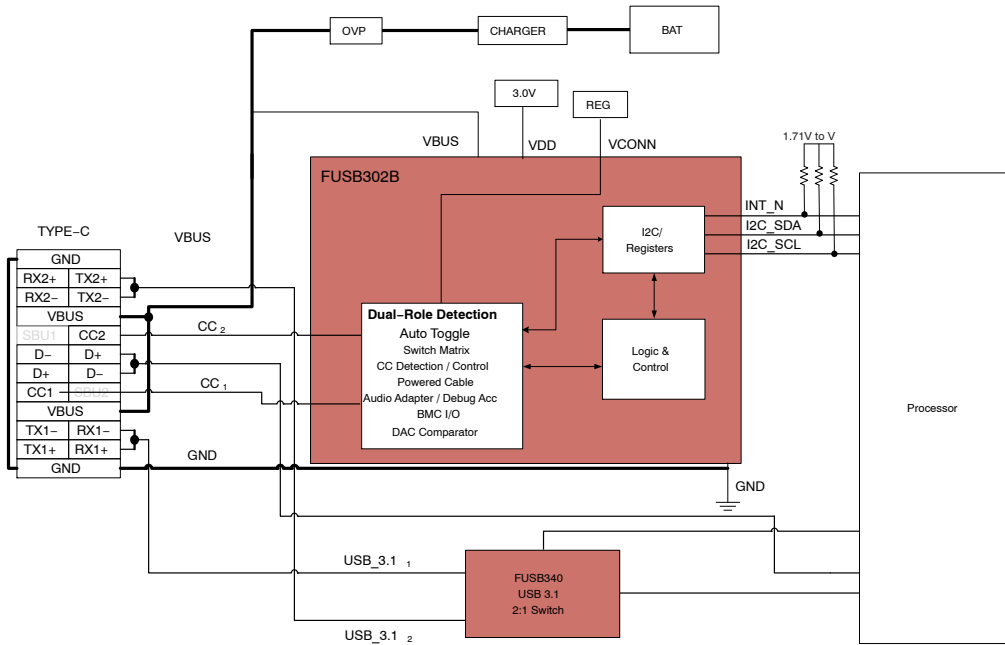 OVP
CHARGER
BAT
3.0V
REG
VBUS
VDD
VCONN
1.71V to V
FUSB302B
INT_N
I2C_SDA
I2C_SCL
I2C/
Registers
TYPE-C
VBUS
GND
RX2+ TX2+
RX2− TX2−
VBUS
SBU1 CC2
D− D+
D+ D−
CC1 SBU2
VBUS
TX1− RX1−
TX1+ RX1+
GND
CC 2
CC 1
GND
Dual−Role Detection
Auto Toggle
Switch Matrix
CC Detection / Control
Powered Cable
Audio Adapter / Debug Acc
BMC I/O
DAC Comparator
Logic &
Control
Processor
GND
USB_3.1 1
USB_3.1 2
FUSB340
USB 3.1
2:1 Switch